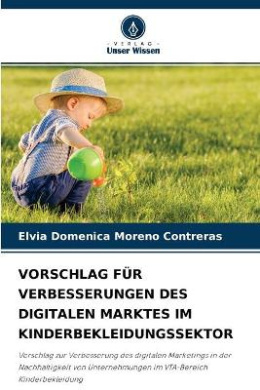 - VERLAG -
Unser Wissen
Elvia Domenica Moreno Contreras
VORSCHLAG FÜR
VERBESSERUNGEN DES
DIGITALEN MARKTES IM
KINDERBEKLEIDUNGSSEKTOR
Vorschlag zur Verbesserung des digitalen Marketings in der
Nachhaltigkeit von Unternehmungen im VfA-Bereich
Kinderbekleidung